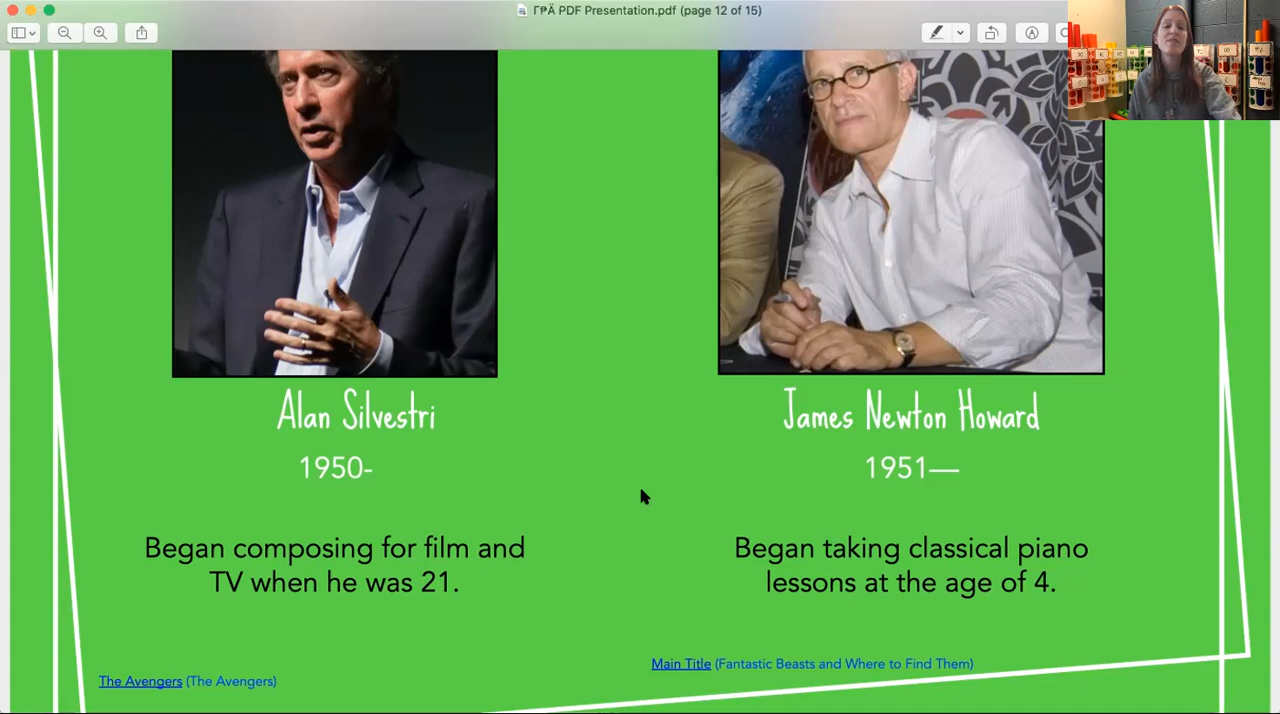 ΓΡÄ PDF Presentation.pdf (page 12 of 15)
Alan Silvestri
1950-
Began composing for film and
TV when he was 21.
The Avengers (The Avengers)
James Newton Howard
1951—
Began taking classical piano
lessons at the age of 4.
Main Title (Fantastic Beasts and Where to Find Them)